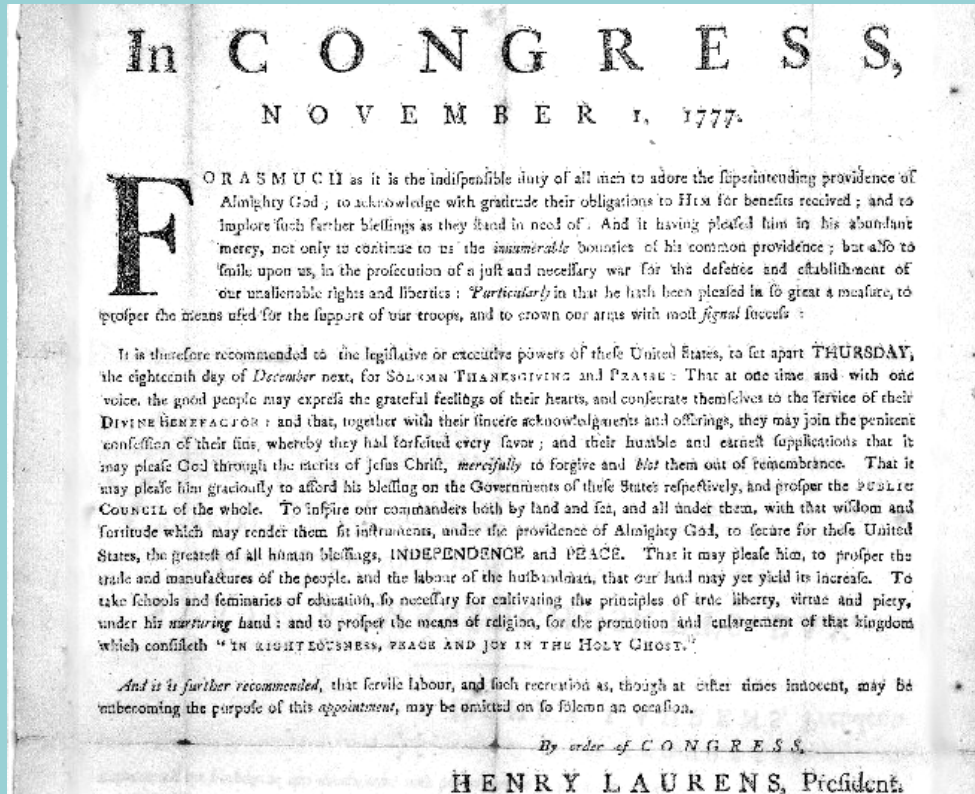 In CONGRESS,
NOVEMBER 1, 1777.
FORASMUCH as it is the indiſpenſible duty of all men to adore the ſuperintending providence of
Almighty God ; to acknowledge with gratitude their obligations to HIM for benefits received ; and to
implore ſuch farther bleſſings as they ſtand in need of : And it having pleaſed him in his abundant
mercy, not only to continue to us the innumerable bounties of his common providence ; but alſo to
ſmile upon us, in the proſecution of a juſt and neceſſary war for the defence and eſtabliſhment of
our unalienable rights and liberties : Particularly in that he hath been pleaſed in ſo great a meaſure, to
proſper the means uſed for the ſupport of our troops, and to crown our arms with moſt ſignal ſucceſs :
It is therefore recommended to the legiſlative or executive powers of theſe United States, to ſet apart THURSDAY,
the eighteenth day of December next, for SOLEMN THANKSGIVING and PRAISE : That at one time and with one
voice, the good people may expreſs the grateful feelings of their hearts, and conſecrate themſelves to the ſervice of their
DIVINE BENEFACTOR : and that, together with their ſincere acknowledgments and offerings, they may join the penitent
confeſſion of their ſins, whereby they had forfeited every favor ; and their humble and earneſt ſupplications that it
may pleaſe God through the merits of Jeſus Chriſt, mercifully to forgive and blot them out of remembrance. That it
may pleaſe him graciouſly to afford his bleſſing on the Governments of theſe States reſpectively, and proſper the PUBLIC
COUNCIL of the whole. To inſpire our commanders both by land and ſea, and all under them, with that wiſdom and
fortitude which may render them fit inſtruments, under the providence of Almighty God, to ſecure for theſe United
States, the greateſt of all human bleſſings, INDEPENDENCE and PEACE. That it may pleaſe him, to proſper the
trade and manufactures of the people, and the labour of the huſbandman, that our land may yet yield its increaſe. To
take ſchools and ſeminaries of education, ſo neceſſary for cultivating the principles of true liberty, virtue and piety,
under his nurturing hand : and to proſper the means of religion, for the promotion and enlargement of that kingdom
which conſiſteth "IN RIGHTEOUSNESS, PEACE AND JOY IN THE HOLY GHOST."
And it is further recommended, that ſervile labour, and ſuch recreation as, though at other times innocent, may be
unbecoming the purpoſe of this appointment, may be omitted on ſo ſolemn an occaſion.
By order of CONGRESS,
HENRY LAURENS, Preſident.